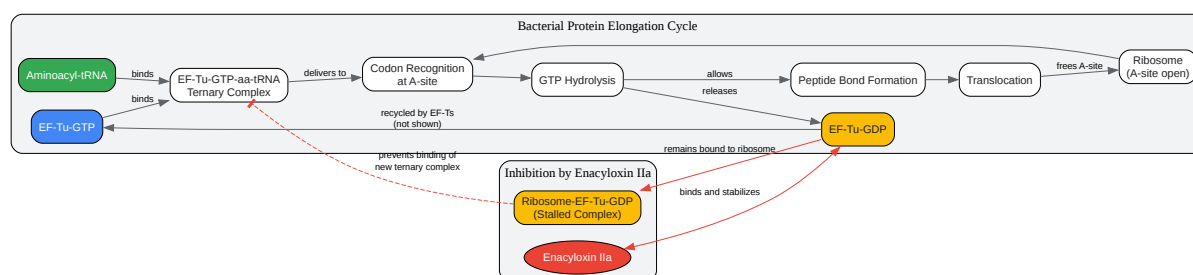 Bacterial Protein Elongation Cycle
Aminoacyl-tRNA
binds
EF-Tu-GTP
binds
EF-Tu-GTP-aa-tRNA
Ternary Complex
delivers to
Codon Recognition
at A-site
GTP Hydrolysis
allows
releases
Peptide Bond Formation
Translocation
frees A-site
Ribosome
(A-site open)
recycled by EF-Ts
(not shown)
EF-Tu-GDP
prevents binding of
new ternary complex
remains bound to ribosome
binds and stabilizes
Inhibition by Enacyloxin IIa
Ribosome-EF-Tu-GDP
(Stalled Complex)
Enacyloxin IIa